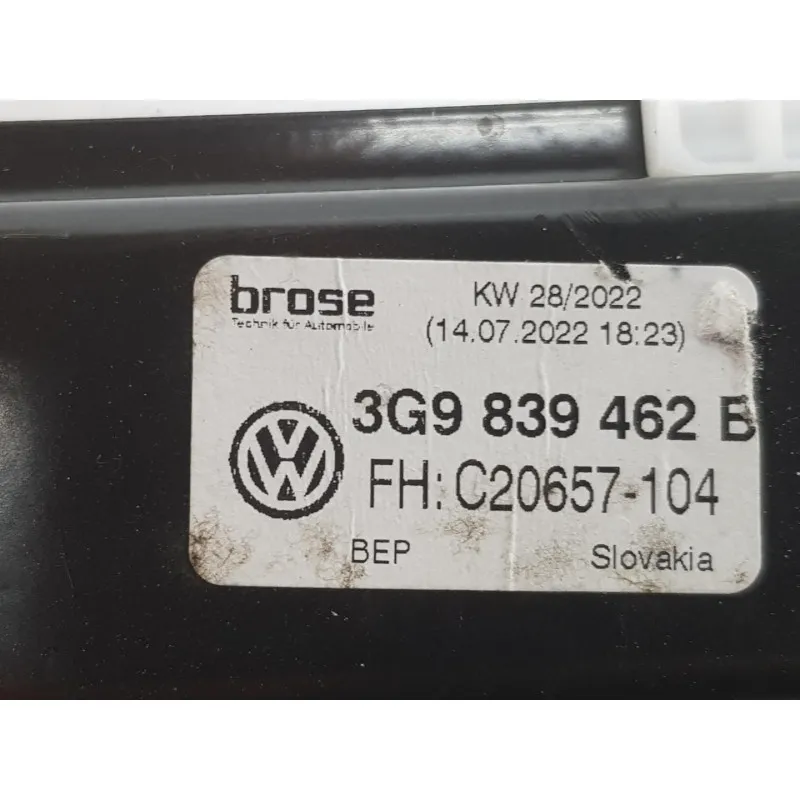 brose
Technik für Automobile
KW 28/2022
(14.07.2022 18:23)
3G9 839 462 B
FH: C20657-104
BEP
Slovakia